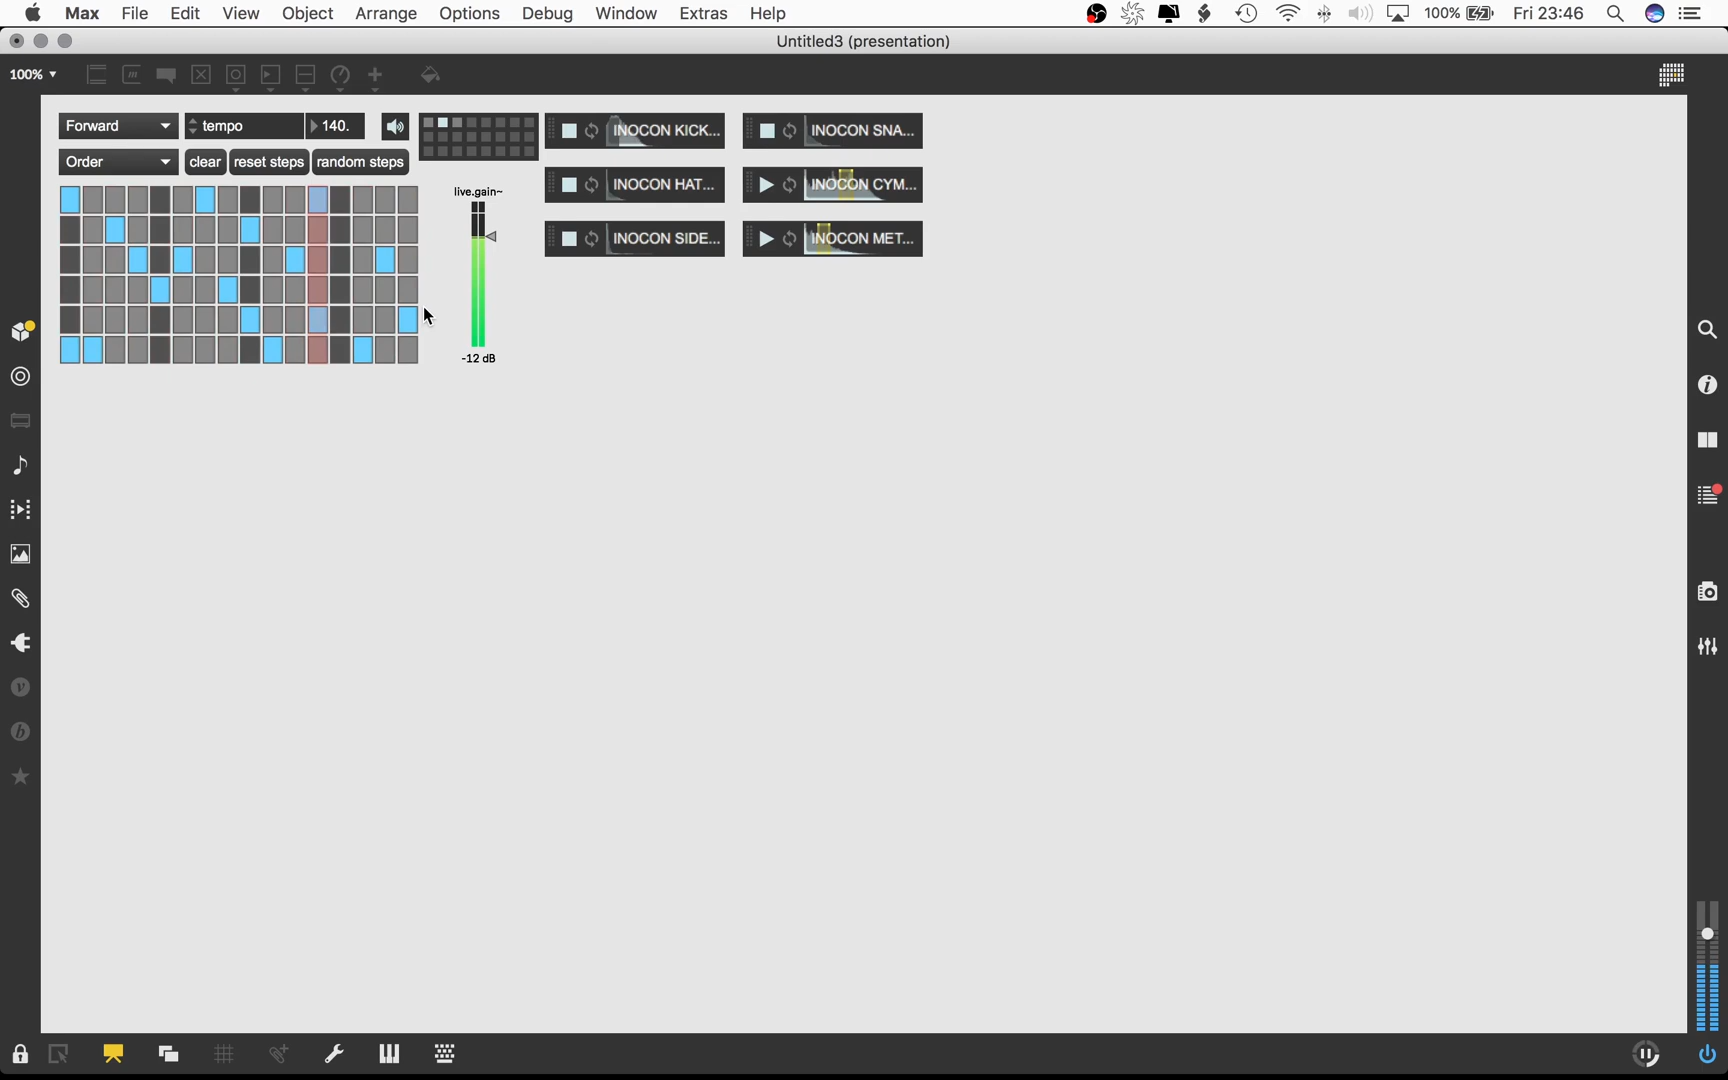 Max File Edit View Object Arrange Options Debug Window Extras Help 100% Fri 23:46
Untitled3 (presentation)
100%
Forward tempo 140.
Order clear reset steps random steps
INOCON KICK... INOCON SNA...
INOCON HAT... INOCON CYM...
INOCON SIDE... INOCON MET...
live.gain~
-12 dB